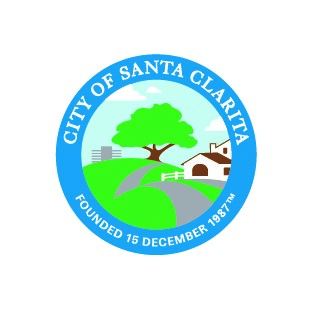 CITY OF SANTA CLARITA
FOUNDED 15 DECEMBER 1987™